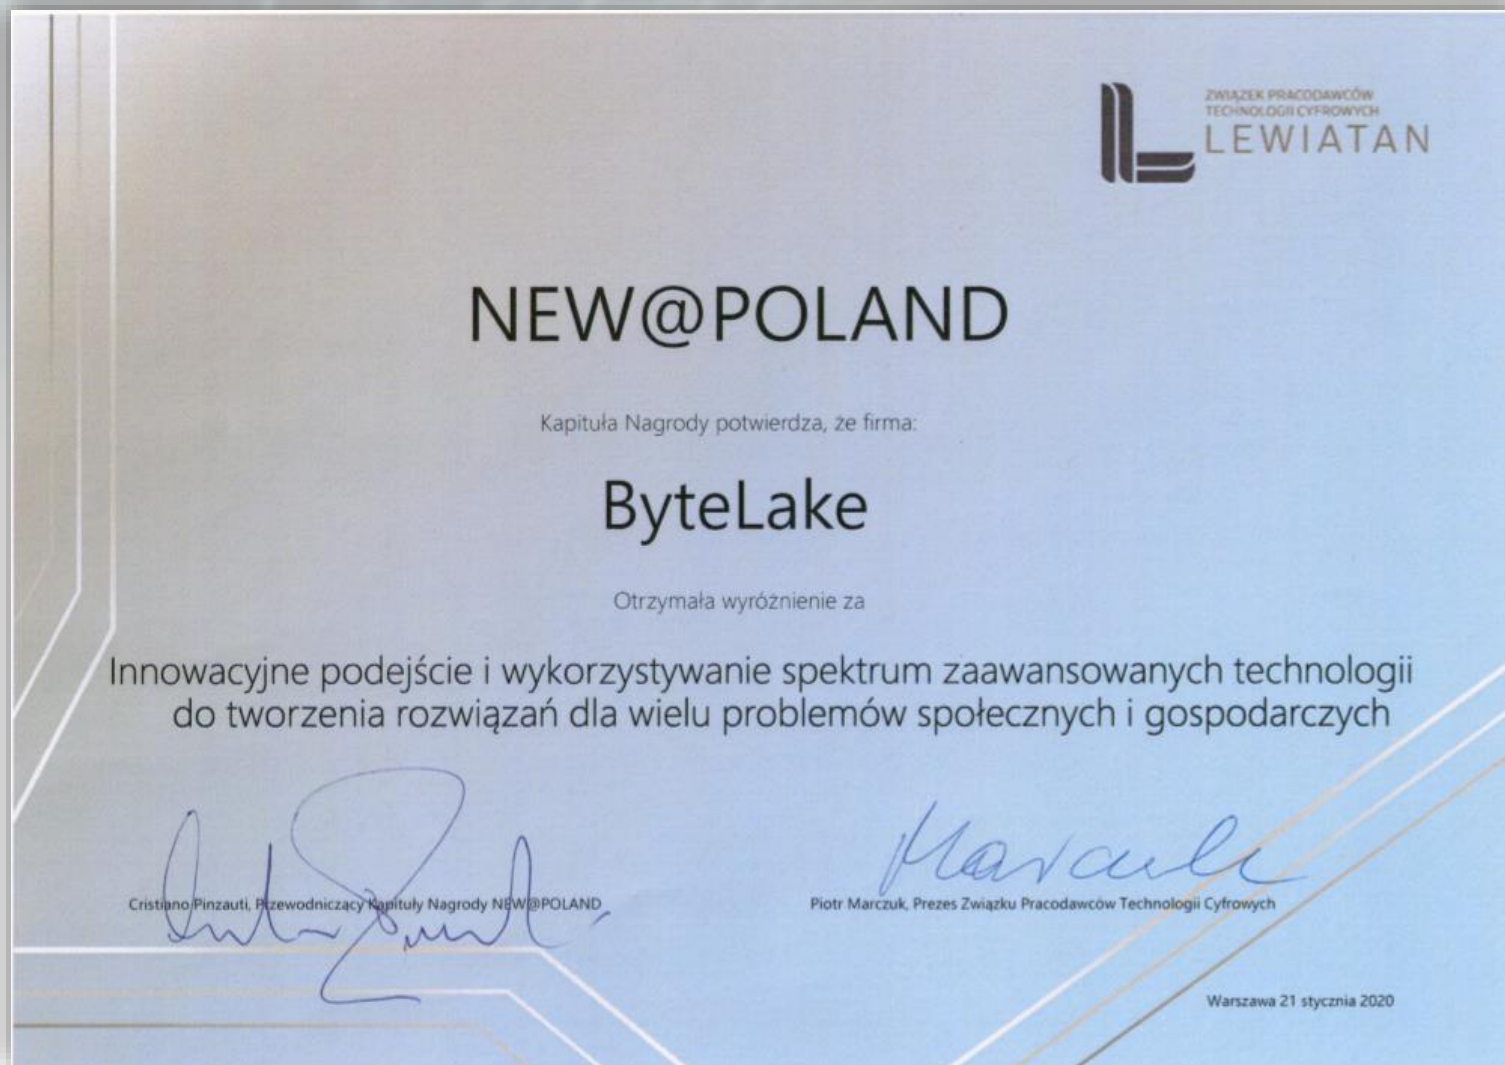 ZWIĄZEK PRACODAWCÓW
TECHNOLOGII CYFROWYCH
LEWIATAN
NEW@POLAND
Kapituła Nagrody potwierdza, że firma:
ByteLake
Otrzymała wyróżnienie za
Innowacyjne podejście i wykorzystywanie spektrum zaawansowanych technologii
do tworzenia rozwiązań dla wielu problemów społecznych i gospodarczych
Cristiano Pinzauti, Przewodniczący Kapituły Nagrody NEW@POLAND
Piotr Marczuk, Prezes Związku Pracodawców Technologii Cyfrowych
Warszawa 21 stycznia 2020